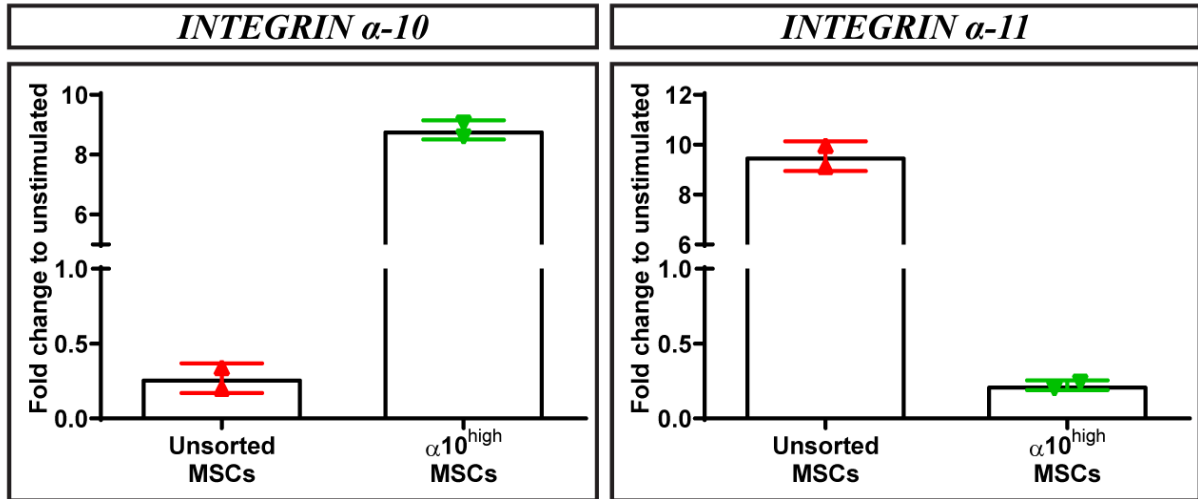 INTEGRIN α-10
Fold change to unstimulated
10
8
6
1.0
0.5
0.0
Unsorted
MSCs
α10high
MSCs
INTEGRIN α-11
Fold change to unstimulated
12
10
8
6
1.0
0.5
0.0
Unsorted
MSCs
α10high
MSCs